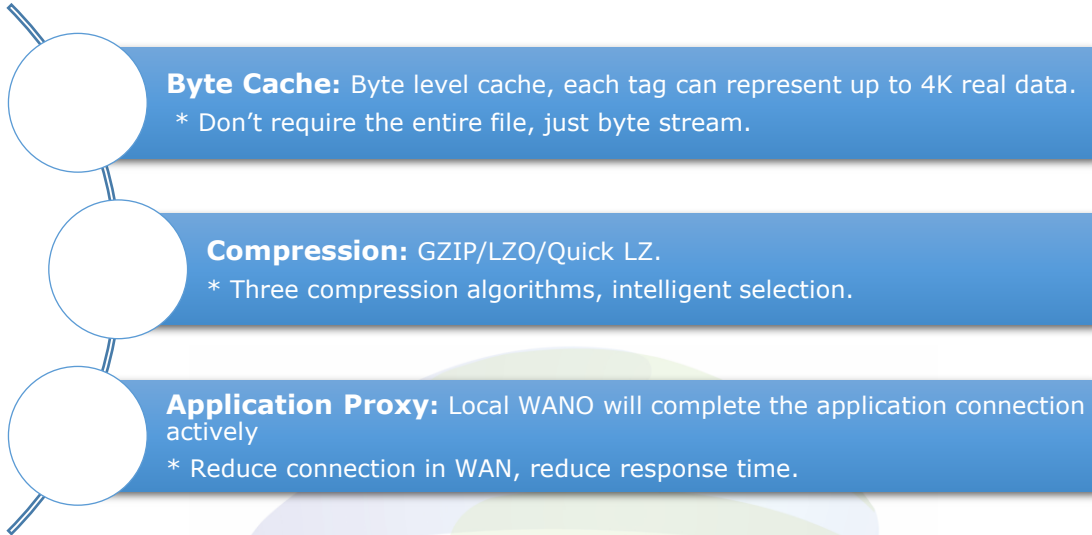 Byte Cache: Byte level cache, each tag can represent up to 4K real data.
* Don’t require the entire file, just byte stream.
Compression: GZIP/LZO/Quick LZ.
* Three compression algorithms, intelligent selection.
Application Proxy: Local WANO will complete the application connection
actively
* Reduce connection in WAN, reduce response time.